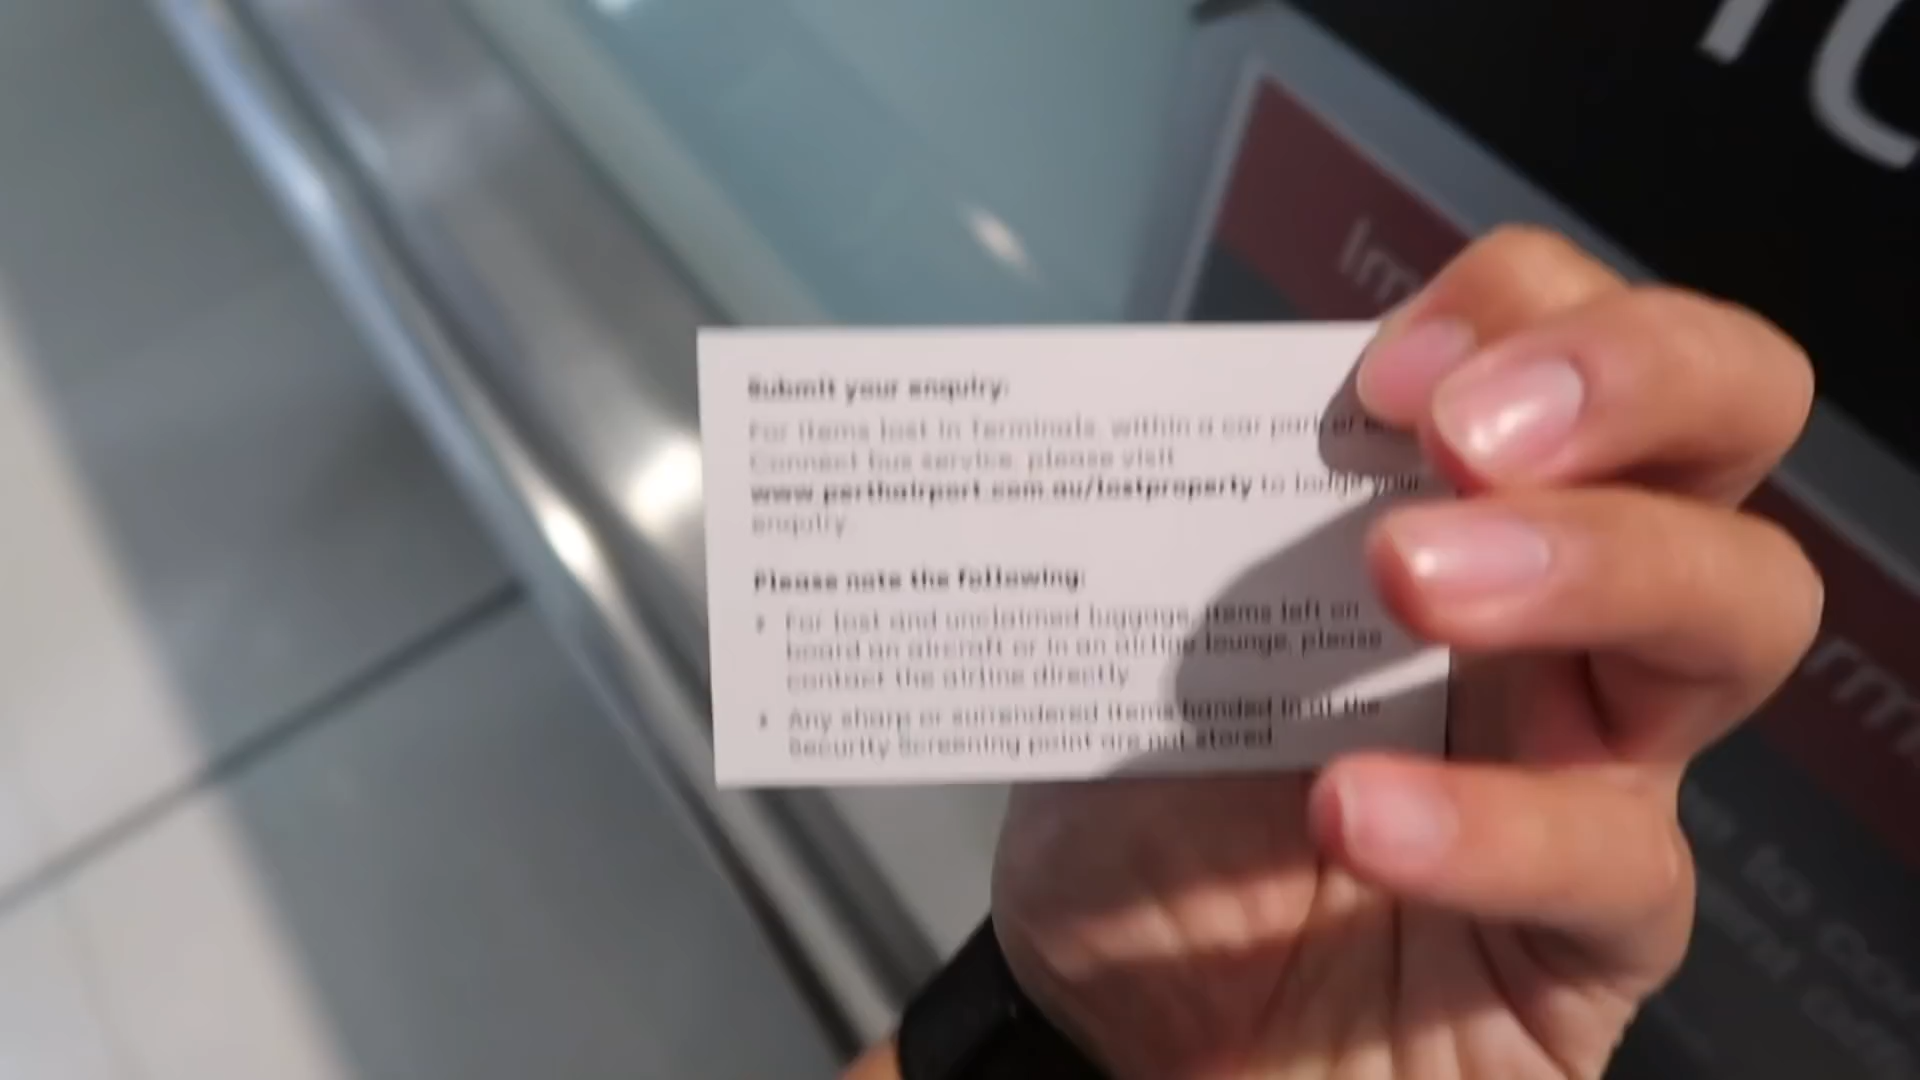 Submit your enquiry:
For items lost in Terminals, within a car park or
Connect bus service, please visit
www.perthairport.com.au/lostproperty to lodge your
enquiry.
Please note the following:
• For lost and unclaimed luggage, items left on
board an aircraft or in an airline lounge, please
contact the airline directly
• Any sharp or surrendered items handed in at the
Security Screening point are not stored
to